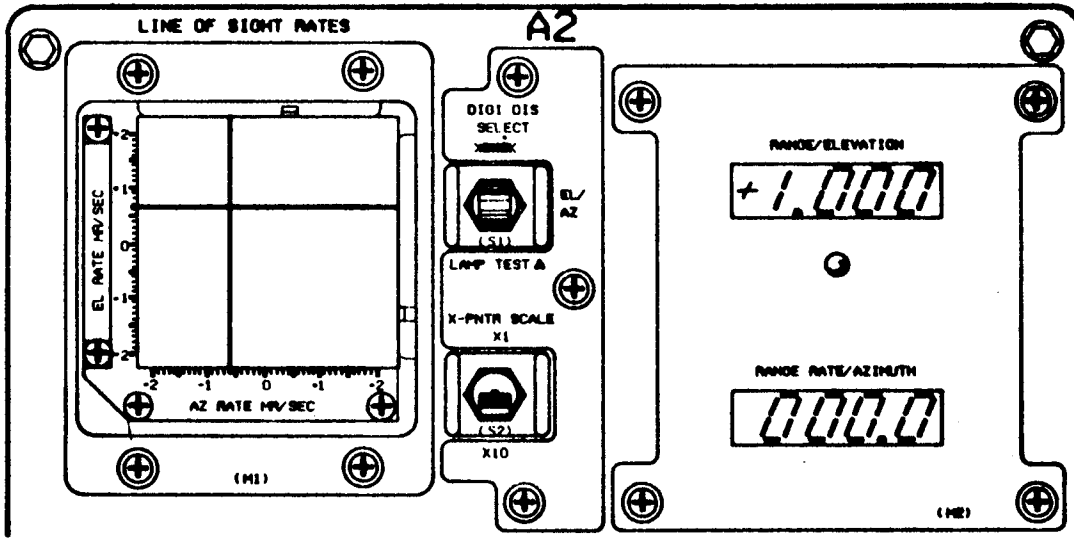 A2
LINE OF SIGHT RATES
EL RATE MR/SEC
+2
+1
0
-1
-2
-2 -1 0 +1 +2
AZ RATE MR/SEC
(M1)
DIGI DIS
SELECT
EL/
AZ
(S1)
LAMP TEST
X-PNTR SCALE
X1
(S2)
X10
RANGE/ELEVATION
+1.000
RANGE RATE/AZIMUTH
000.0
(M2)